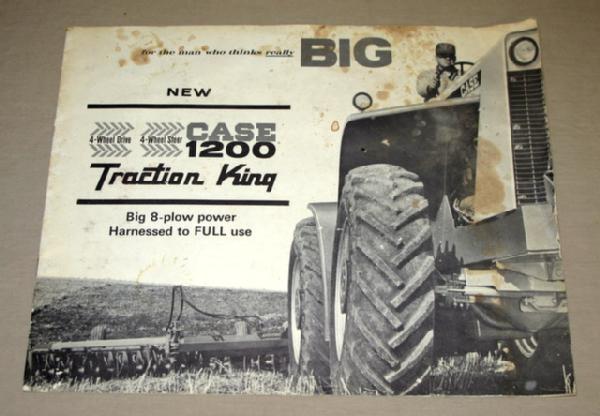 for the man who thinks really BIG
NEW
4-Wheel Drive 4-Wheel Steer CASE
1200
Traction King
Big 8-plow power
Harnessed to FULL use
CASE